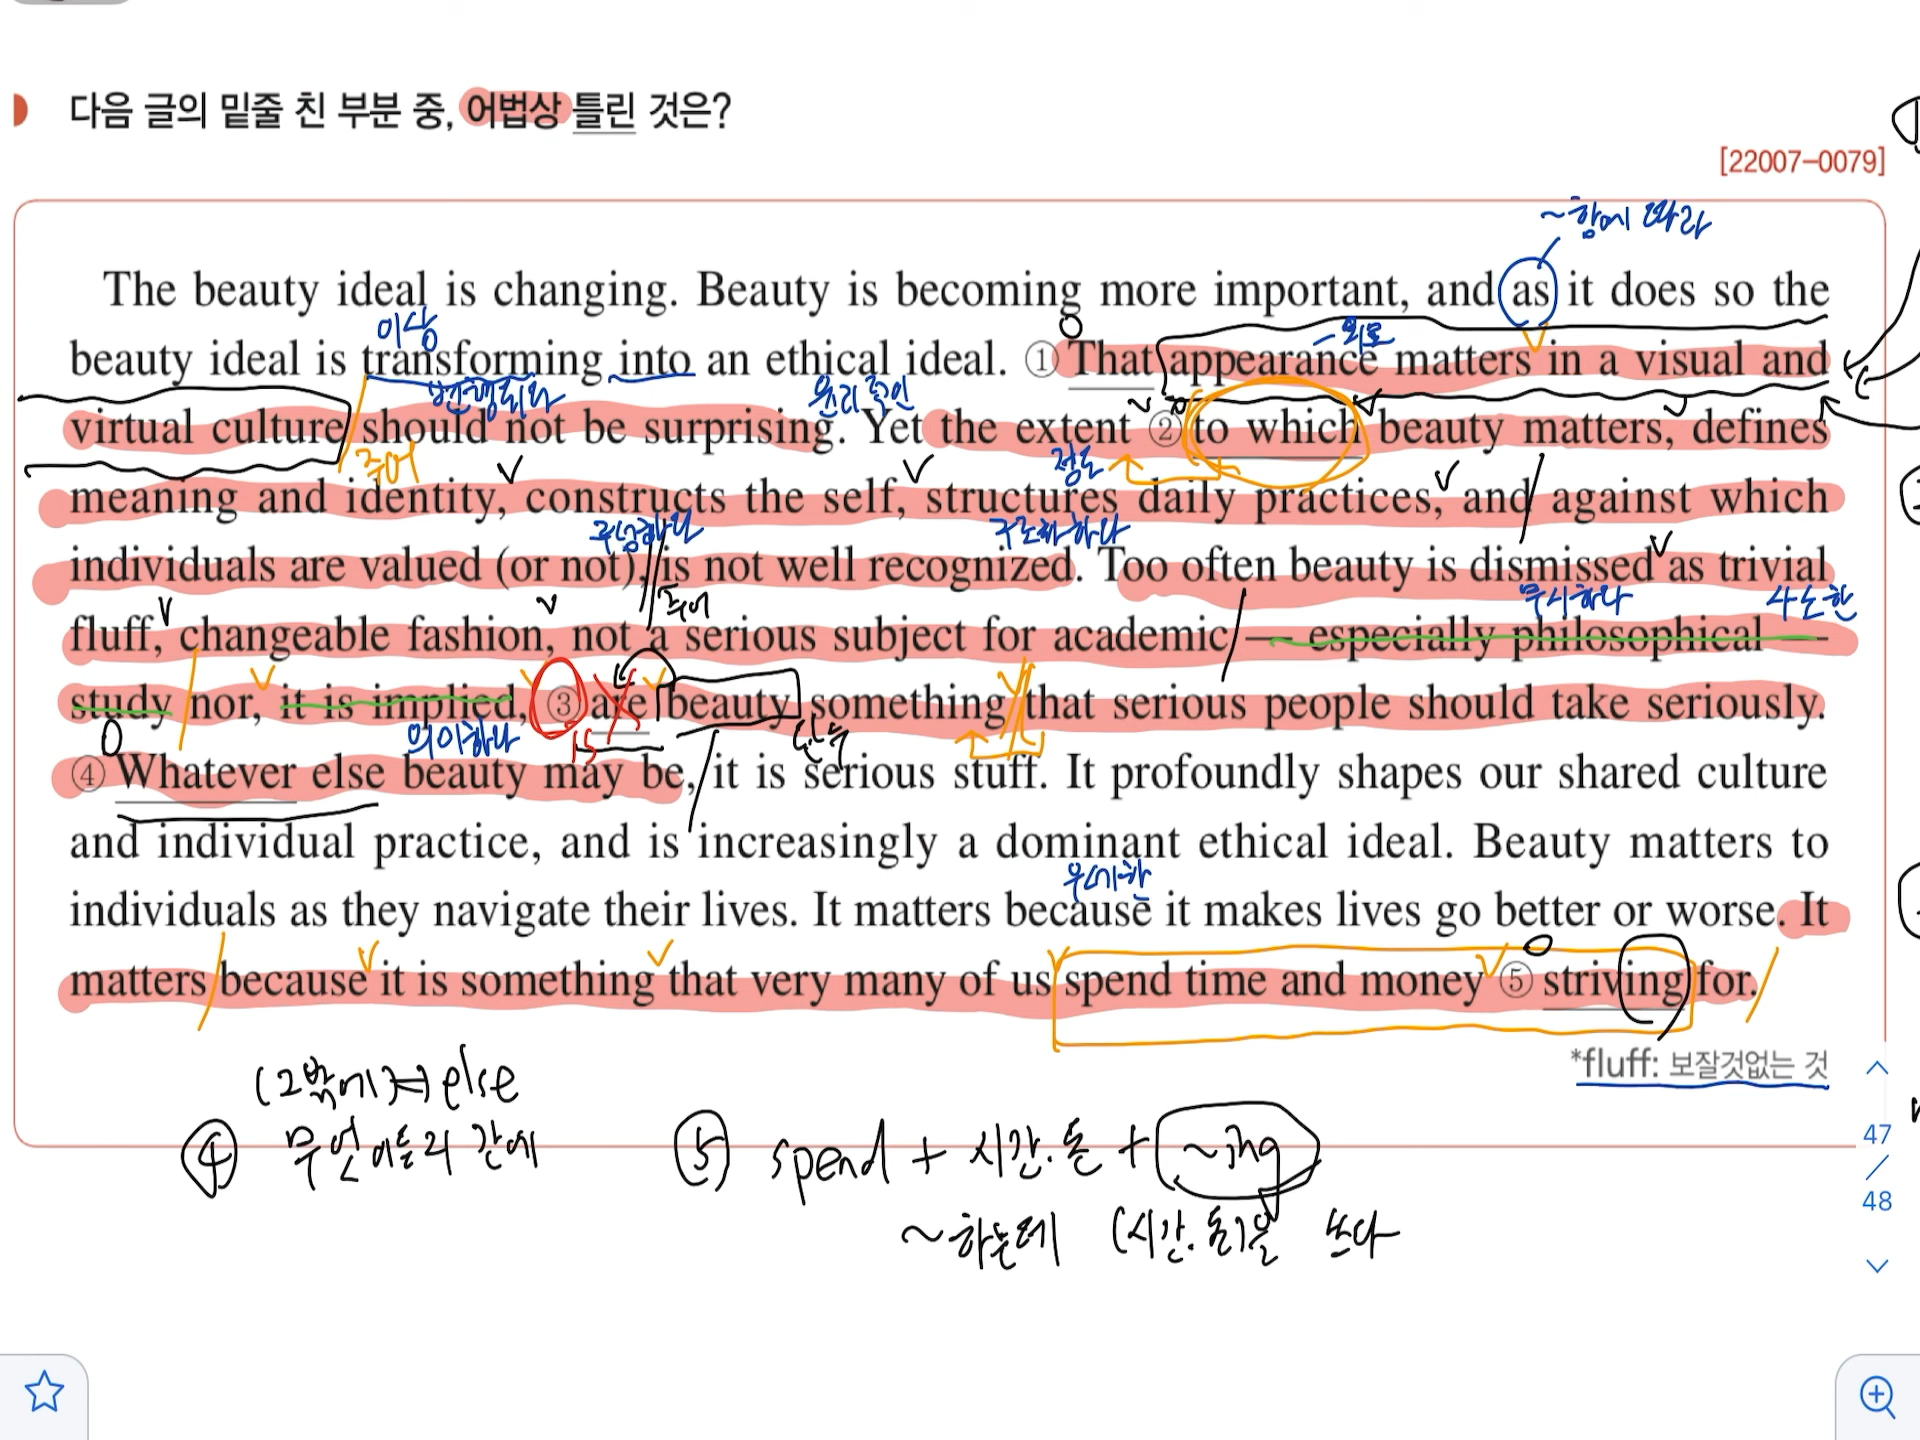 다음 글의 밑줄 친 부분 중, 어법상 틀린 것은?
[22007-0079]
~함에 따라
The beauty ideal is changing. Beauty is becoming more important, and as it does so the
이상
beauty ideal is transforming into an ethical ideal. ① That appearance matters in a visual and
변형되다 윤리적인
virtual culture should not be surprising. Yet the extent ② to which beauty matters, defines
주어 정도
meaning and identity, constructs the self, structures daily practices, and against which
구성하다 구조화하다
individuals are valued (or not), is not well recognized. Too often beauty is dismissed as trivial
주어 무시하다 사소한
fluff, changeable fashion, not a serious subject for academic — especially philosophical —
study nor, it is implied, ③ are beauty something that serious people should take seriously.
의미하다 is 단수
④ Whatever else beauty may be, it is serious stuff. It profoundly shapes our shared culture
and individual practice, and is increasingly a dominant ethical ideal. Beauty matters to
우세한
individuals as they navigate their lives. It matters because it makes lives go better or worse. It
matters because it is something that very many of us spend time and money ⑤ striving for.
*fluff: 보잘것없는 것
(그밖에) else
④ 무엇이든지 간에
⑤ spend + 시간·돈 + ~ing
~하는데 (시간·돈)을 쓰다
47
/
48